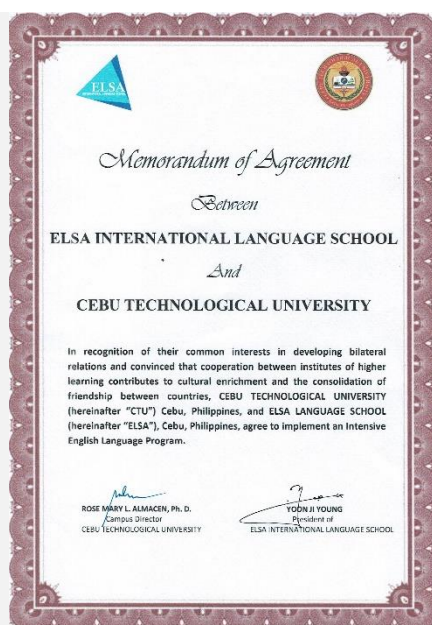 ELSA
Memorandum of Agreement
Between
ELSA INTERNATIONAL LANGUAGE SCHOOL
And
CEBU TECHNOLOGICAL UNIVERSITY
In recognition of their common interests in developing bilateral
relations and convinced that cooperation between institutes of higher
learning contributes to cultural enrichment and the consolidation of
friendship between countries, CEBU TECHNOLOGICAL UNIVERSITY
(hereinafter "CTU") Cebu, Philippines, and ELSA LANGUAGE SCHOOL
(hereinafter "ELSA"), Cebu, Philippines, agree to implement an Intensive
English Language Program.
ROSE MARY L. ALMACEN, Ph. D.
Campus Director
CEBU TECHNOLOGICAL UNIVERSITY
YOON JI YOUNG
President of
ELSA INTERNATIONAL LANGUAGE SCHOOL